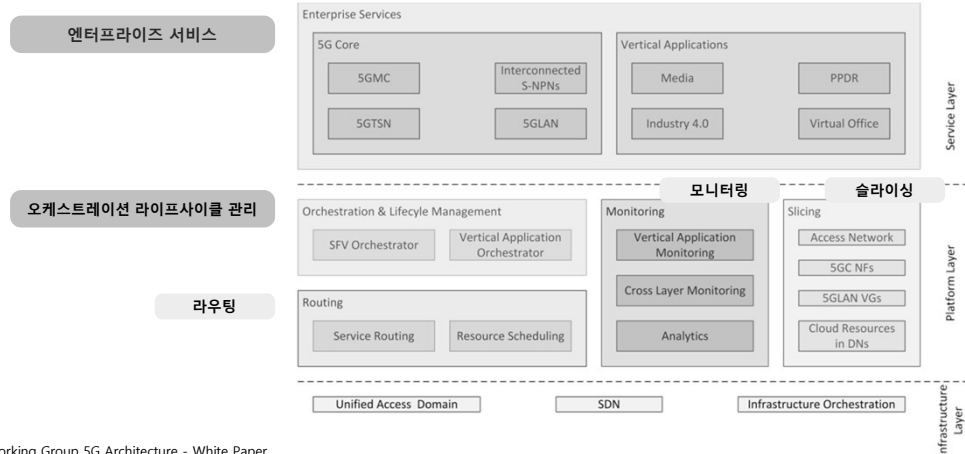 엔터프라이즈 서비스
Enterprise Services
5G Core
5GMC
Interconnected
S-NPNs
5GTSN
5GLAN
Vertical Applications
Media
PPDR
Industry 4.0
Virtual Office
Service Layer
오케스트레이션 라이프사이클 관리
모니터링
슬라이싱
Orchestration & Lifecyle Management
SFV Orchestrator
Vertical Application
Orchestrator
라우팅
Routing
Service Routing
Resource Scheduling
Monitoring
Vertical Application
Monitoring
Cross Layer Monitoring
Analytics
Slicing
Access Network
5GC NFs
5GLAN VGs
Cloud Resources
in DNs
Platform Layer
Unified Access Domain
SDN
Infrastructure Orchestration
nfrastructure
Layer
orking Group 5G Architecture - White Paper